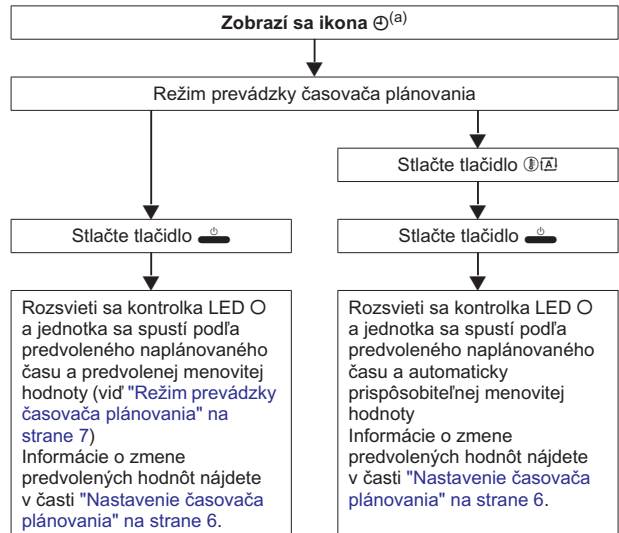 Zobrazí sa ikona (a)
Režim prevádzky časovača plánovania
Stlačte tlačidlo
Stlačte tlačidlo
Stlačte tlačidlo
Rozsvieti sa kontrolka LED
a jednotka sa spustí podľa
predvoleného naplánovaného
času a predvolenej menovitej
hodnoty (viď "Režim prevádzky
časovača plánovania" na
strane 7)
Informácie o zmene
predvolených hodnôt nájdete
v časti "Nastavenie časovača
plánovania" na strane 6.
Rozsvieti sa kontrolka LED
a jednotka sa spustí podľa
predvoleného naplánovaného
času a automaticky
prispôsobiteľnej menovitej
hodnoty
Informácie o zmene
predvolených hodnôt nájdete
v časti "Nastavenie časovača
plánovania" na strane 6.